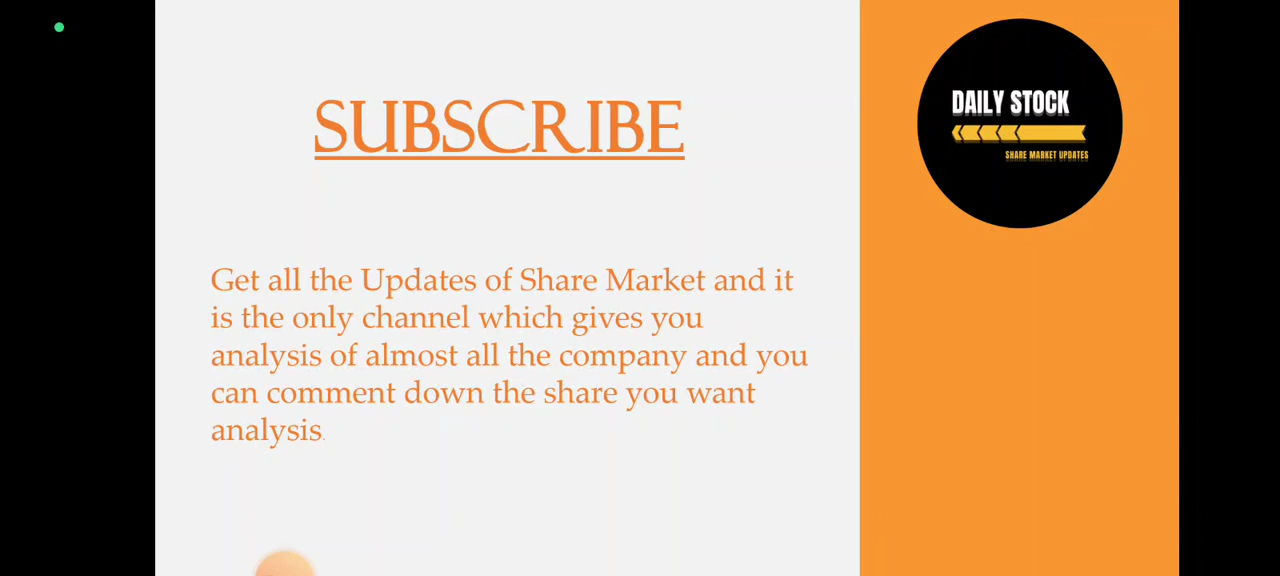 SUBSCRIBE
DAILY STOCK
SHARE MARKET UPDATES
Get all the Updates of Share Market and it
is the only channel which gives you
analysis of almost all the company and you
can comment down the share you want
analysis.